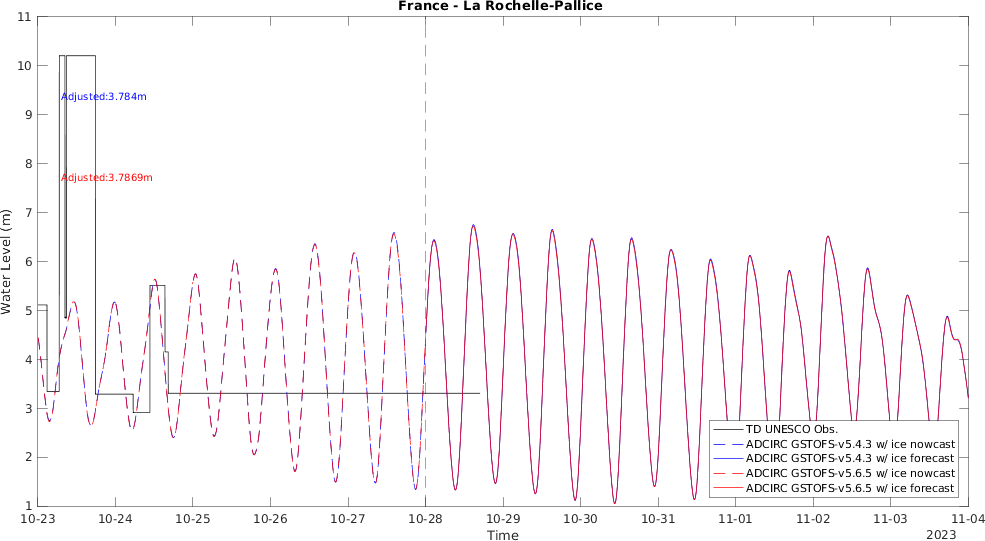 France - La Rochelle-Pallice
11
10
9
8
7
6
5
4
3
2
1
Water Level (m)
Adjusted:3.784m
Adjusted:3.7869m
TD UNESCO Obs.
ADCIRC GSTOFS-v5.4.3 w/ ice nowcast
ADCIRC GSTOFS-v5.4.3 w/ ice forecast
ADCIRC GSTOFS-v5.6.5 w/ ice nowcast
ADCIRC GSTOFS-v5.6.5 w/ ice forecast
10-23 10-24 10-25 10-26 10-27 10-28 10-29 10-30 10-31 11-01 11-02 11-03 11-04
Time
2023